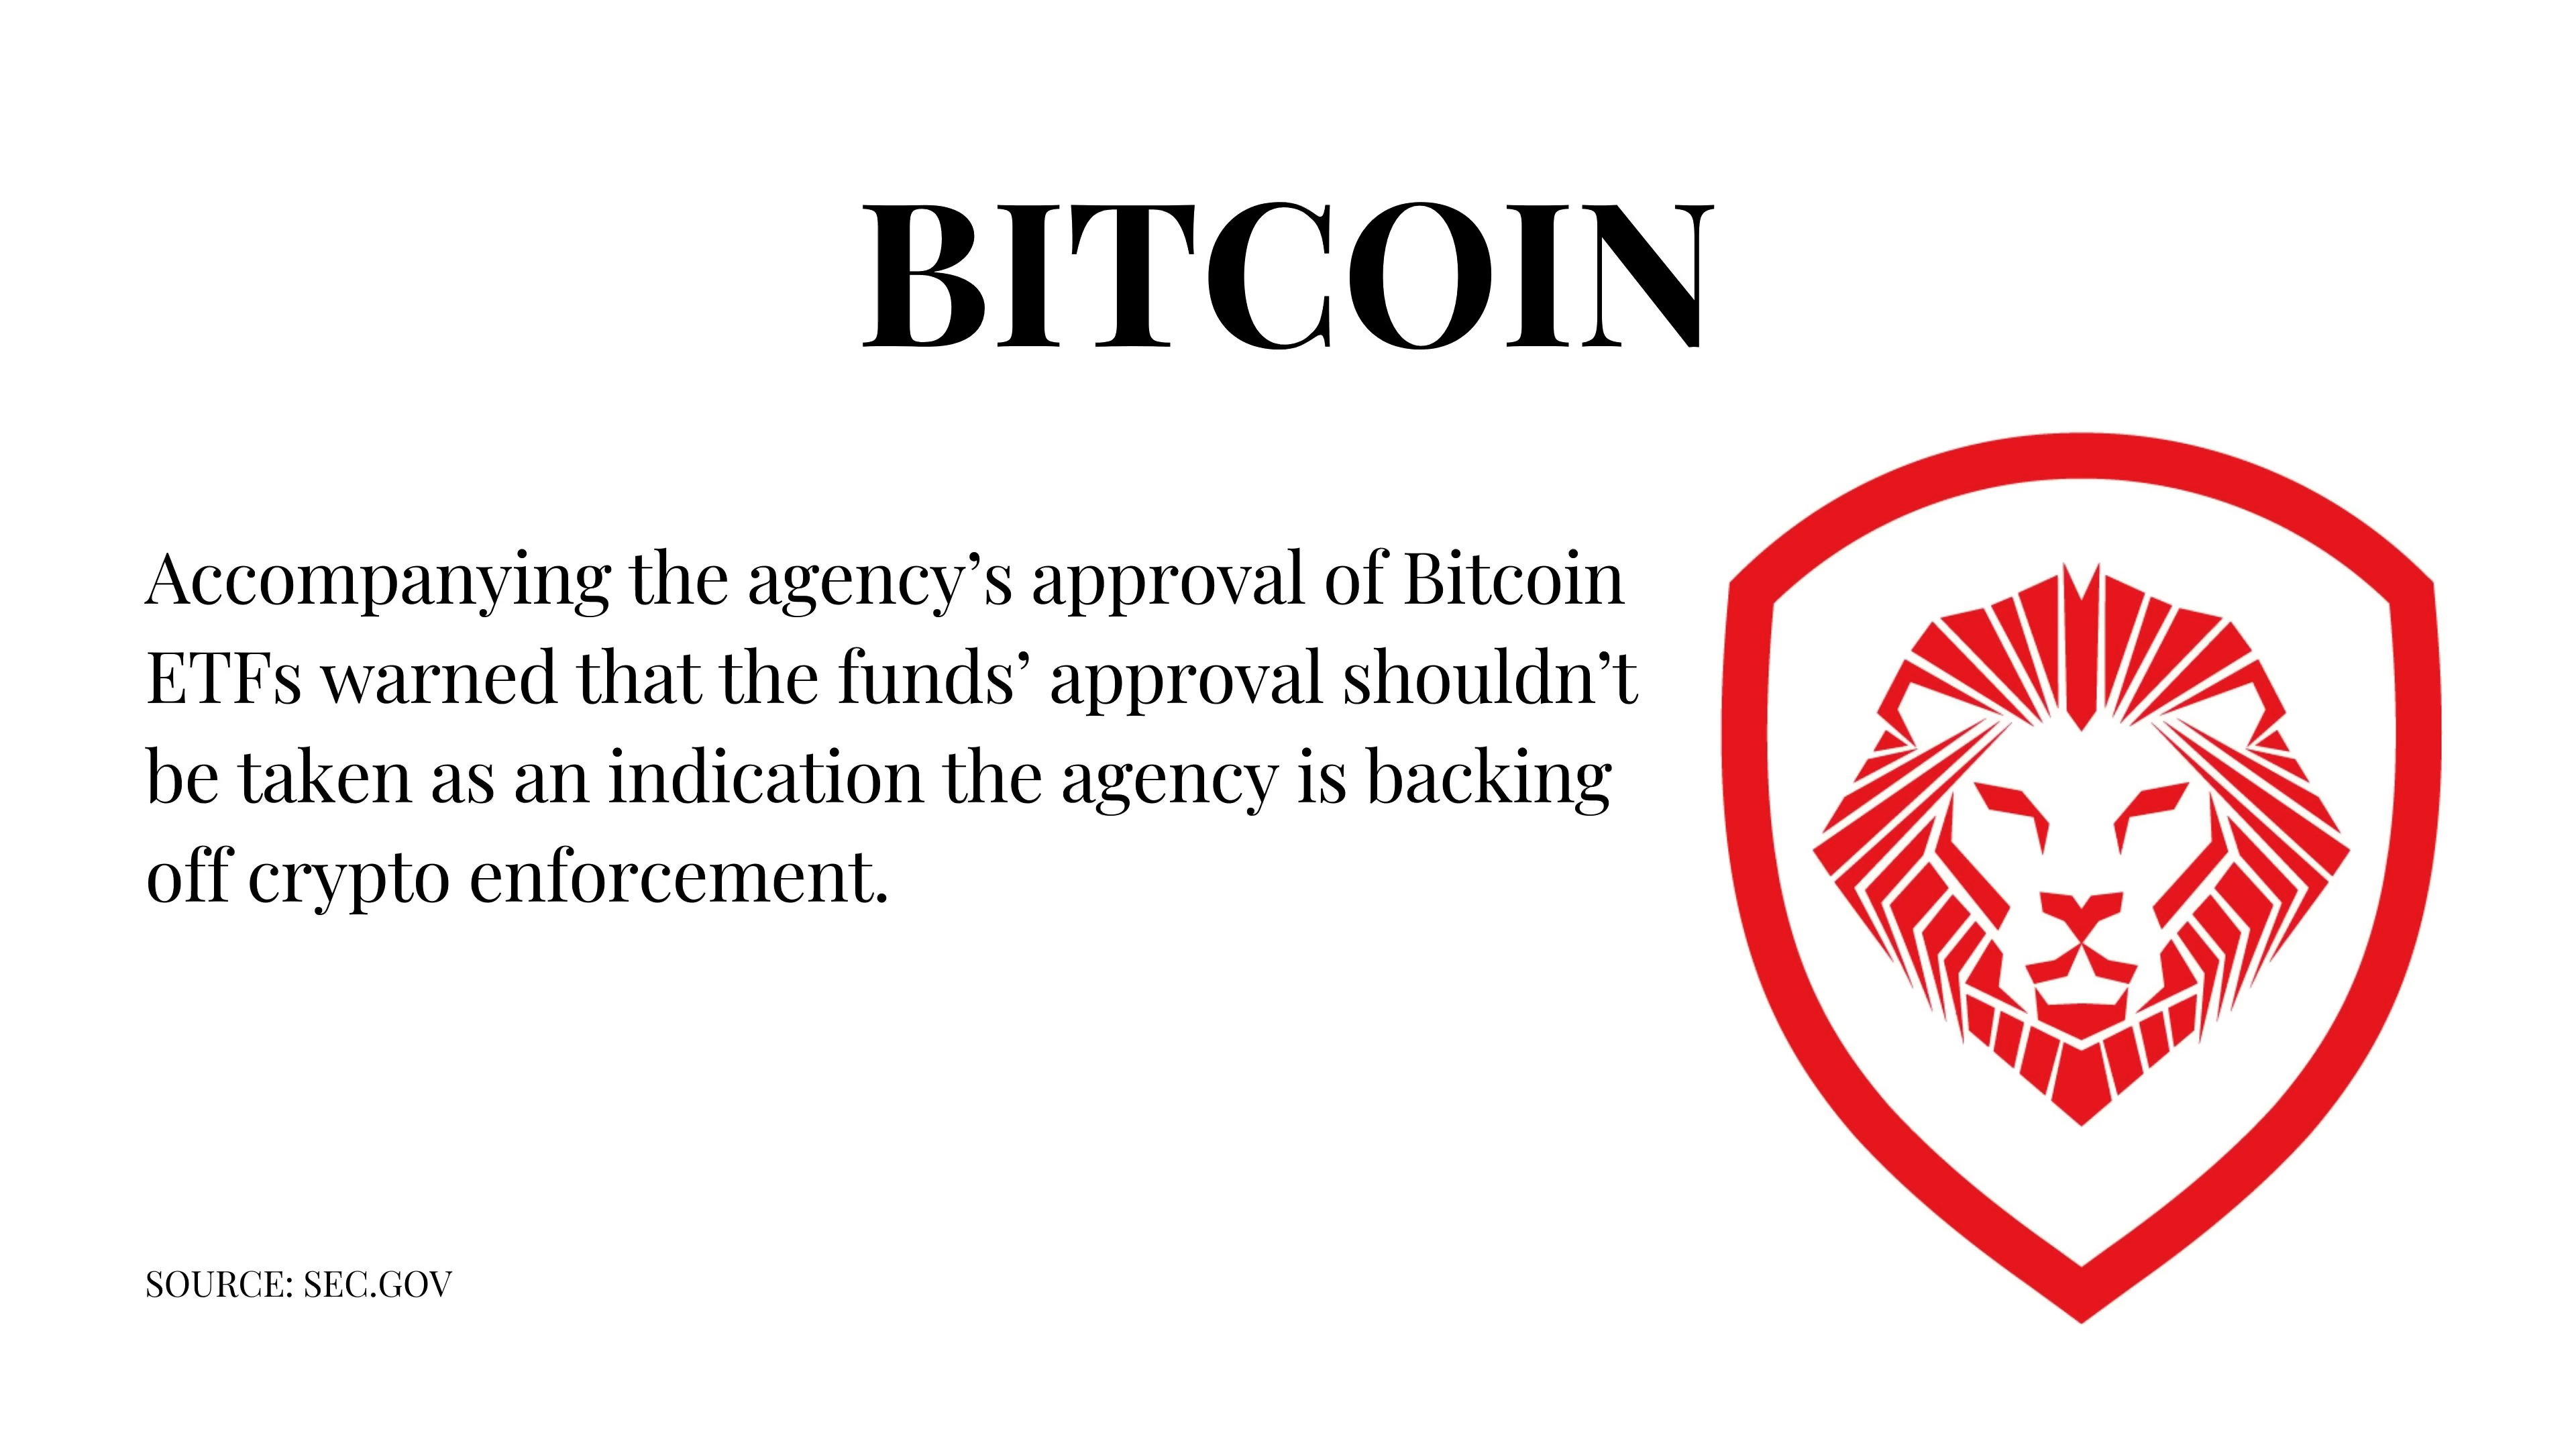 BITCOIN
Accompanying the agency’s approval of Bitcoin
ETFs warned that the funds’ approval shouldn’t
be taken as an indication the agency is backing
off crypto enforcement.
SOURCE: SEC.GOV